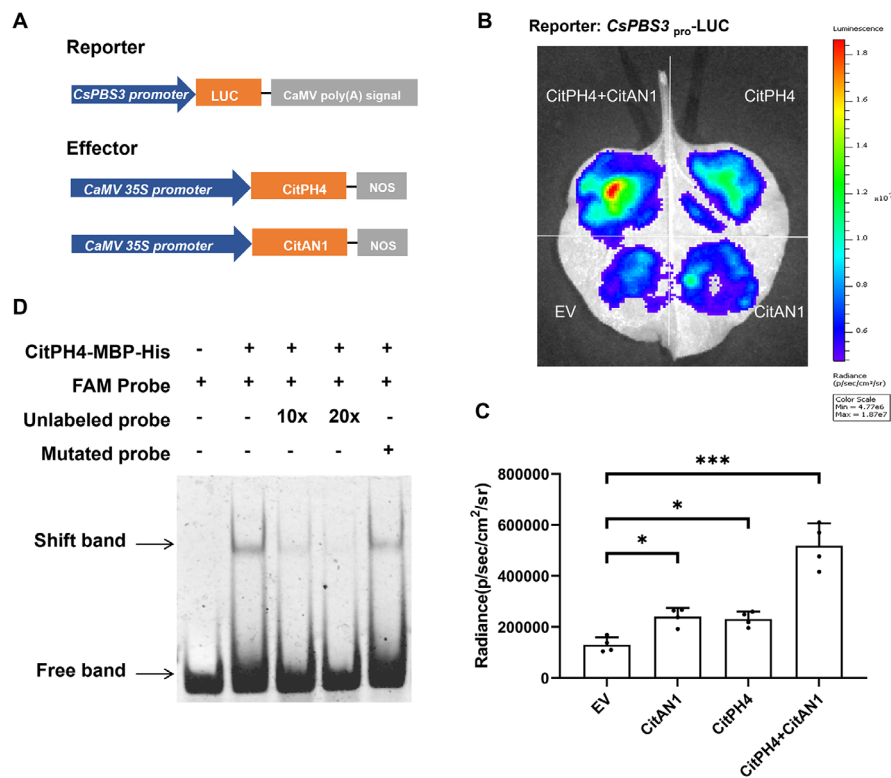 A
Reporter
CsPBS3 promoter
LUC
CaMV poly(A) signal
Effector
CaMV 35S promoter
CitPH4
NOS
CaMV 35S promoter
CitAN1
NOS
B
Reporter: CsPBS3 pro-LUC
CitPH4+CitAN1
CitPH4
EV
CitAN1
Luminescence
1.8
1.6
1.4
1.2
1.0
0.8
0.6
Radiance
(p/sec/cm²/sr)
Color Scale
Min = 4.77e6
Max = 1.87e7
C
Radiance(p/sec/cm²/sr)
800000
600000
400000
200000
0
***
*
*
EV
CitAN1
CitPH4
CitPH4+CitAN1
D
CitPH4-MBP-His - + + + +
FAM Probe + + + + +
Unlabeled probe - - 10x 20x -
Mutated probe - - - - +
Shift band
Free band